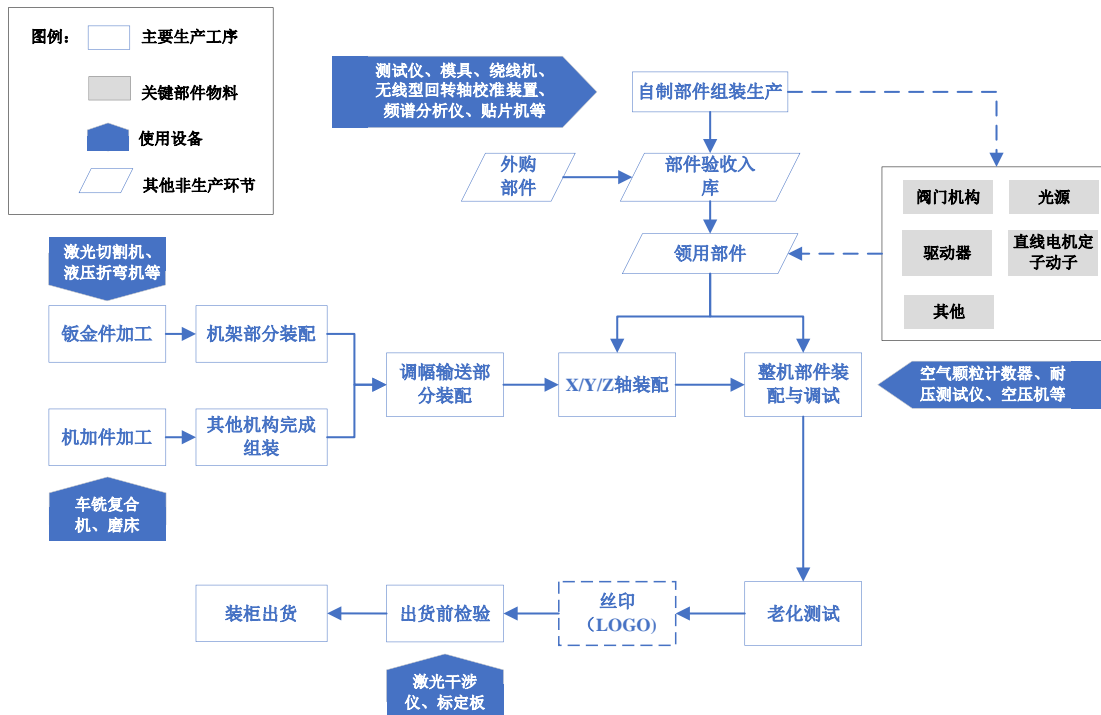 图例：
主要生产工序
关键部件物料
使用设备
其他非生产环节
测试仪、模具、绕线机、
无线型回转轴校准装置、
频谱分析仪、贴片机等
自制部件组装生产
外购
部件
部件验收入
库
领用部件
阀门机构
光源
驱动器
直线电机定
子动子
其他
激光切割机、
液压折弯机等
钣金件加工
机架部分装配
机加件加工
其他机构完成
组装
车铣复合
机、磨床
调幅输送部
分装配
X/Y/Z轴装配
整机部件装
配与调试
空气颗粒计数器、耐
压测试仪、空压机等
老化测试
丝印
（LOGO)
出货前检验
装柜出货
激光干涉
仪、标定板